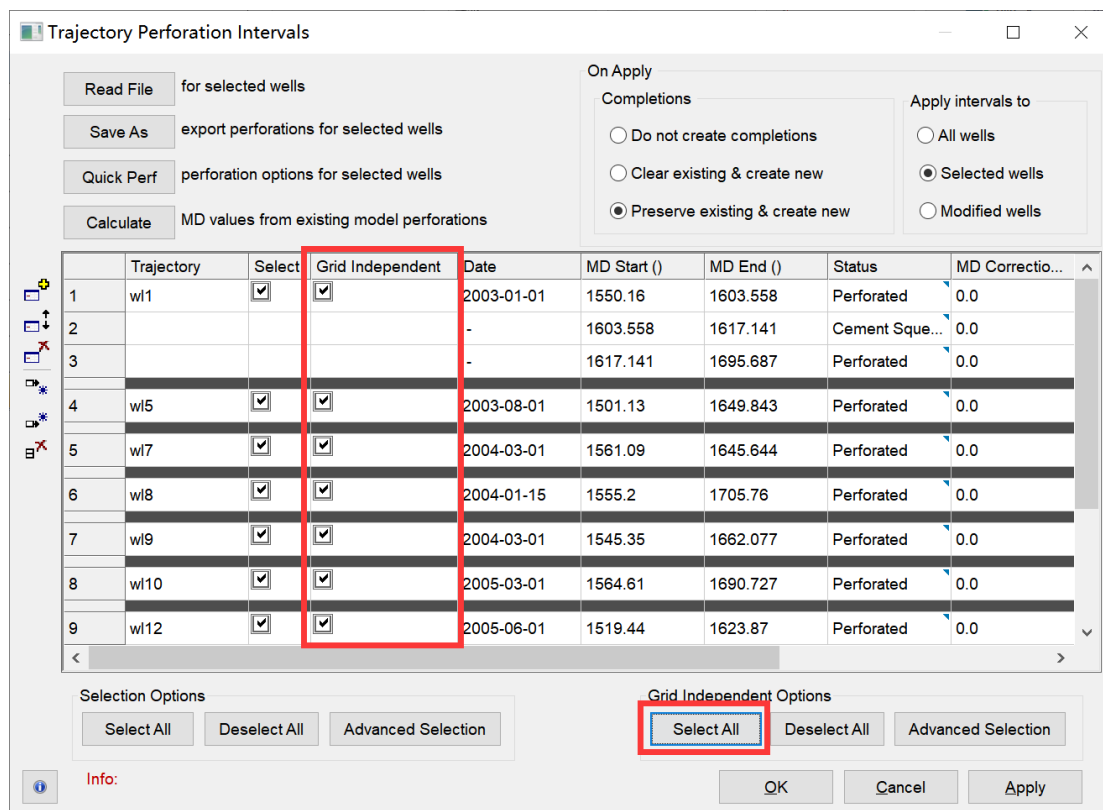 Trajectory Perforation Intervals
Read File for selected wells
Save As export perforations for selected wells
Quick Perf perforation options for selected wells
Calculate MD values from existing model perforations
On Apply
Completions
Do not create completions
Clear existing & create new
Preserve existing & create new
Apply intervals to
All wells
Selected wells
Modified wells
Trajectory Select Grid Independent Date MD Start () MD End () Status MD Correctio...
1 wl1 2003-01-01 1550.16 1603.558 Perforated 0.0
2 - 1603.558 1617.141 Cement Sque... 0.0
3 - 1617.141 1695.687 Perforated 0.0
4 wl5 2003-08-01 1501.13 1649.843 Perforated 0.0
5 wl7 2004-03-01 1561.09 1645.644 Perforated 0.0
6 wl8 2004-01-15 1555.2 1705.76 Perforated 0.0
7 wl9 2004-03-01 1545.35 1662.077 Perforated 0.0
8 wl10 2005-03-01 1564.61 1690.727 Perforated 0.0
9 wl12 2005-06-01 1519.44 1623.87 Perforated 0.0
Selection Options
Select All Deselect All Advanced Selection
Grid Independent Options
Select All Deselect All Advanced Selection
Info:
OK Cancel Apply